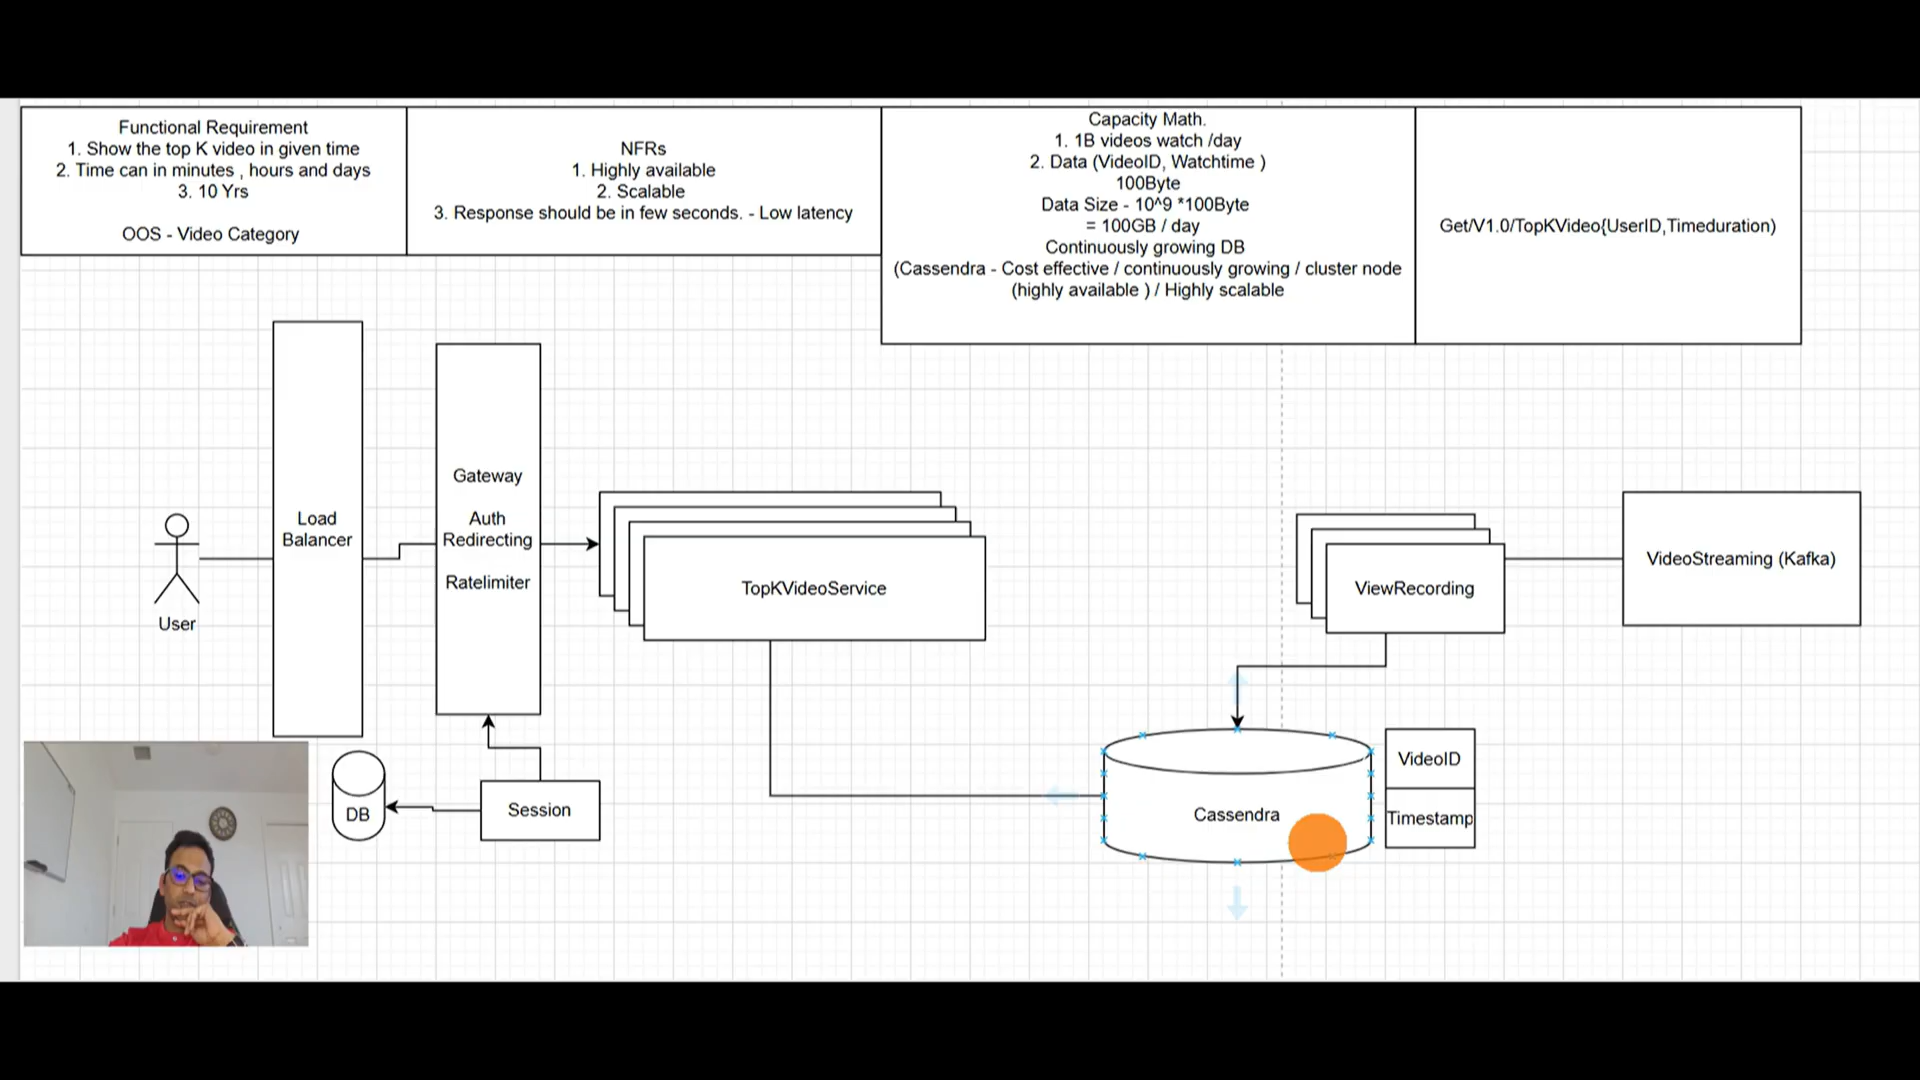 Functional Requirement
1. Show the top K video in given time
2. Time can in minutes , hours and days
3. 10 Yrs
OOS - Video Category
NFRs
1. Highly available
2. Scalable
3. Response should be in few seconds. - Low latency
Capacity Math.
1. 1B videos watch /day
2. Data (VideoID, Watchtime )
100Byte
Data Size - 10^9 *100Byte
= 100GB / day
Continuously growing DB
(Cassendra - Cost effective / continuously growing / cluster node
(highly available ) / Highly scalable
Get/V1.0/TopKVideo{UserID,Timeduration)
User
Load
Balancer
Gateway
Auth
Redirecting
Ratelimiter
TopKVideoService
ViewRecording
VideoStreaming (Kafka)
DB
Session
Cassendra
VideoID
Timestamp